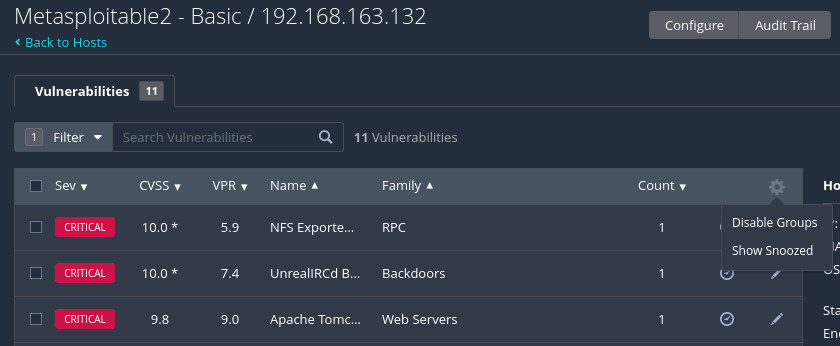 Metasploitable2 - Basic / 192.168.163.132
Configure Audit Trail
Back to Hosts
Vulnerabilities 11
1 Filter Search Vulnerabilities 11 Vulnerabilities
Sev CVSS VPR Name Family Count Ho
CRITICAL 10.0 * 5.9 NFS Exporte... RPC 1
Disable Groups
Show Snoozed
CRITICAL 10.0 * 7.4 UnrealIRCd B... Backdoors 1
CRITICAL 9.8 9.0 Apache Tomc... Web Servers 1
Sta
En